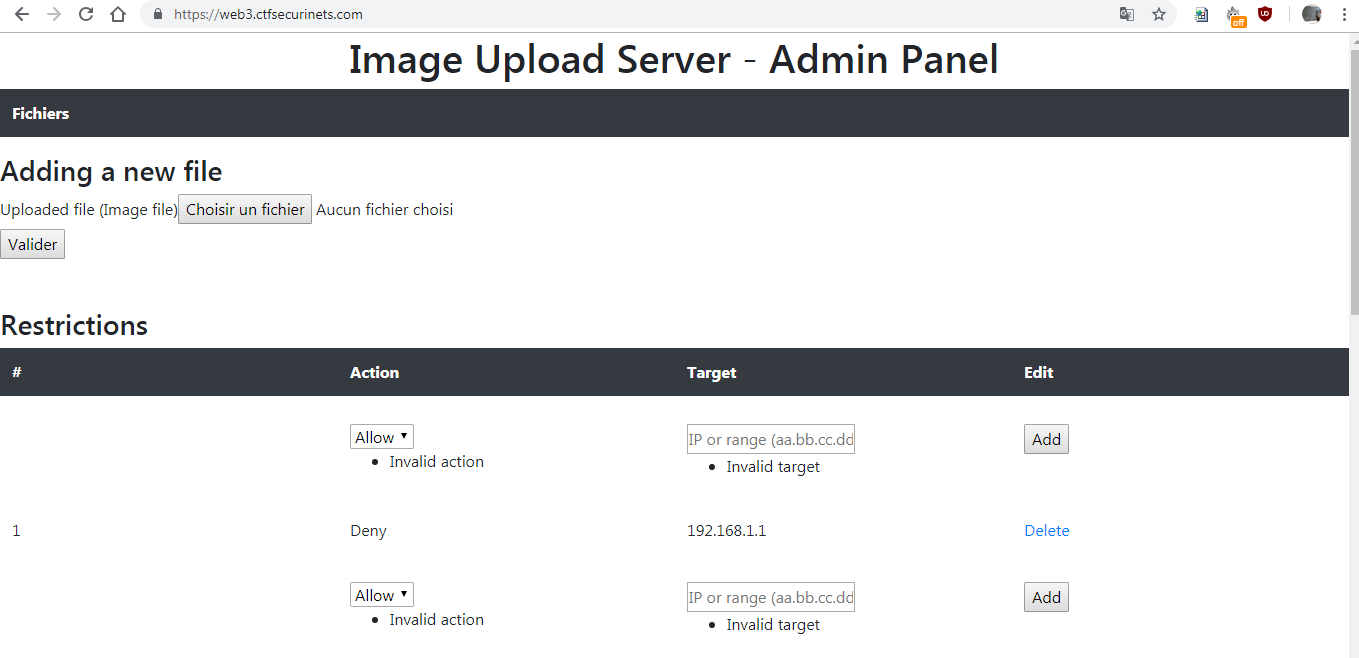 https://web3.ctfsecurinets.com
off
Image Upload Server - Admin Panel
Fichiers
Adding a new file
Uploaded file (Image file) Choisir un fichier Aucun fichier choisi
Valider
Restrictions
# Action Target Edit
Allow IP or range (aa.bb.cc.dd Add
Invalid action Invalid target
1 Deny 192.168.1.1 Delete
Allow IP or range (aa.bb.cc.dd Add
Invalid action Invalid target